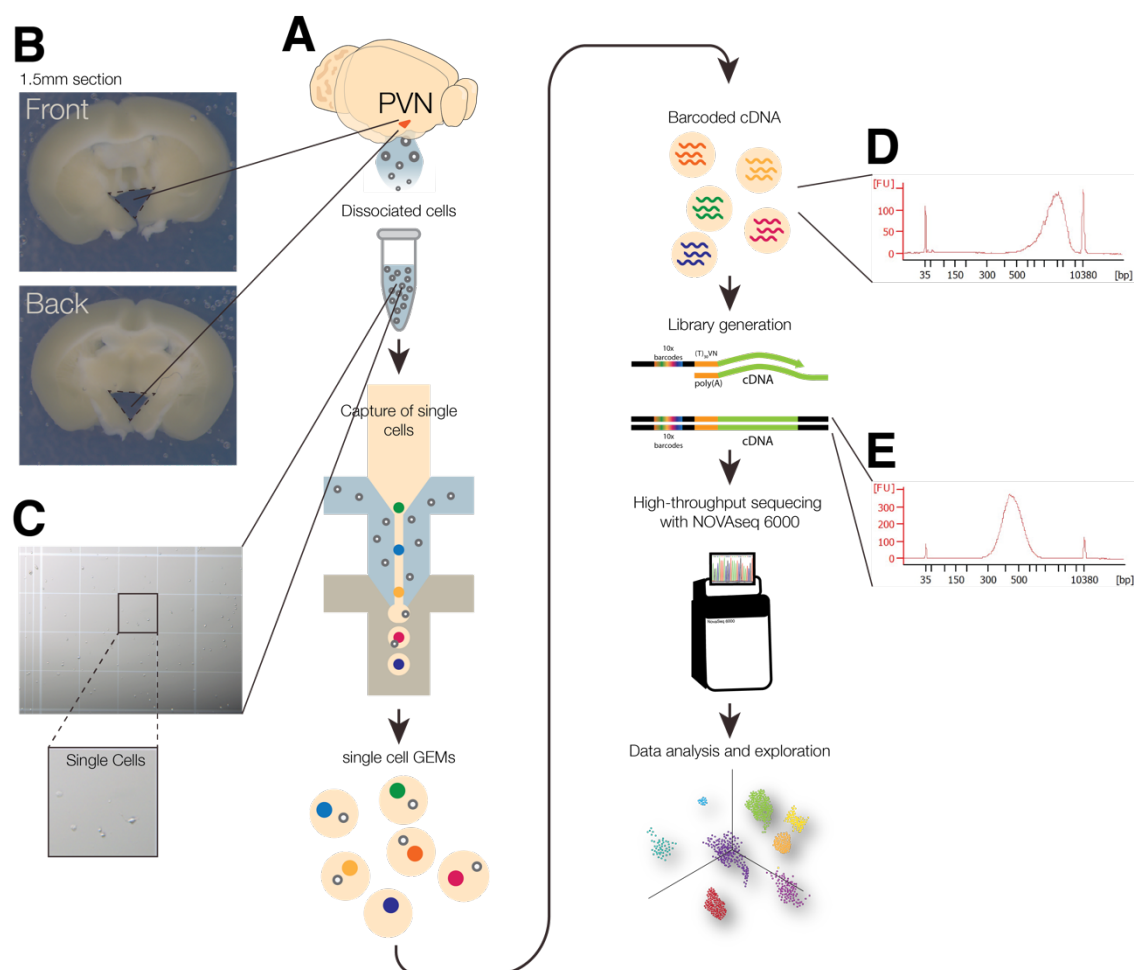 B
1.5mm section
Front
Back
C
Single Cells
A
PVN
Dissociated cells
Capture of single
cells
single cell GEMs
Barcoded cDNA
Library generation
10x
barcodes
(T)₃₀VN
poly(A)
cDNA
10x
barcodes
cDNA
High-throughput sequecing
with NOVAseq 6000
NovaSeq 6000
Data analysis and exploration
D
[FU]
100
50
0
35 150 300 500 10380 [bp]
E
[FU]
300
200
100
0
35 150 300 500 10380 [bp]